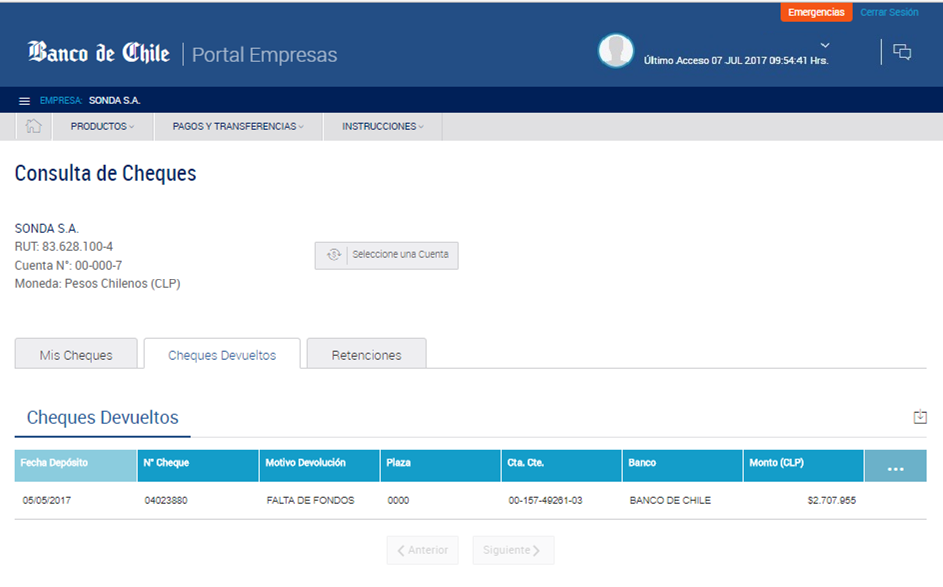 Emergencias Cerrar Sesión
Banco de Chile Portal Empresas
Último Acceso 07 JUL 2017 09:54:41 Hrs.
EMPRESA: SONDA S.A.
PRODUCTOS PAGOS Y TRANSFERENCIAS INSTRUCCIONES
Consulta de Cheques
SONDA S.A.
RUT: 83.628.100-4
Cuenta N°: 00-000-7
Moneda: Pesos Chilenos (CLP)
Seleccione una Cuenta
Mis Cheques Cheques Devueltos Retenciones
Cheques Devueltos
Fecha Depósito N° Cheque Motivo Devolución Plaza Cta. Cte. Banco Monto (CLP) ...
05/05/2017 04023880 FALTA DE FONDOS 0000 00-157-49261-03 BANCO DE CHILE $2.707.955
Anterior Siguiente